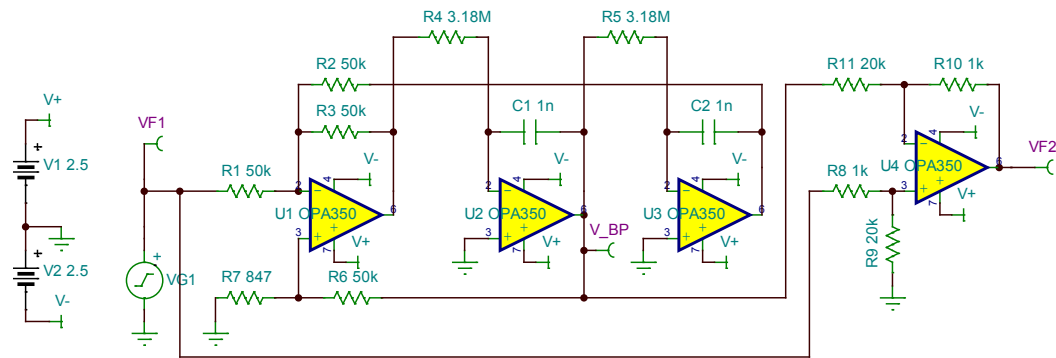 R4 3.18M
R5 3.18M
R2 50k
R11 20k
R10 1k
V+
VF1
R3 50k
C1 1n
C2 1n
+
V1 2.5
V-
V-
V-
V-
2
4
6
U4 OPA350
VF2
R1 50k
2
4
6
U1 OPA350
2
4
6
U2 OPA350
2
4
6
U3 OPA350
R8 1k
3
7
V+
V_BP
3
7
V+
3
7
V+
3
7
V+
+
V2 2.5
V-
+
VG1
R7 847
R6 50k
R9 20k